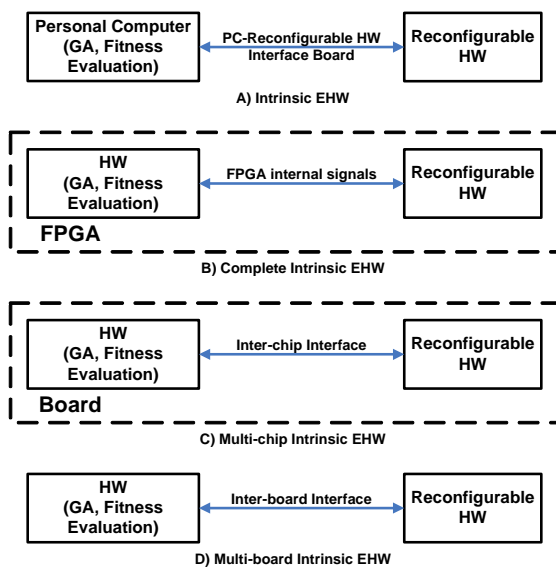 Personal Computer
(GA, Fitness
Evaluation)
PC-Reconfigurable HW
Interface Board
Reconfigurable
HW
A) Intrinsic EHW
HW
(GA, Fitness
Evaluation)
FPGA internal signals
Reconfigurable
HW
FPGA
B) Complete Intrinsic EHW
HW
(GA, Fitness
Evaluation)
Inter-chip Interface
Reconfigurable
HW
Board
C) Multi-chip Intrinsic EHW
HW
(GA, Fitness
Evaluation)
Inter-board Interface
Reconfigurable
HW
D) Multi-board Intrinsic EHW